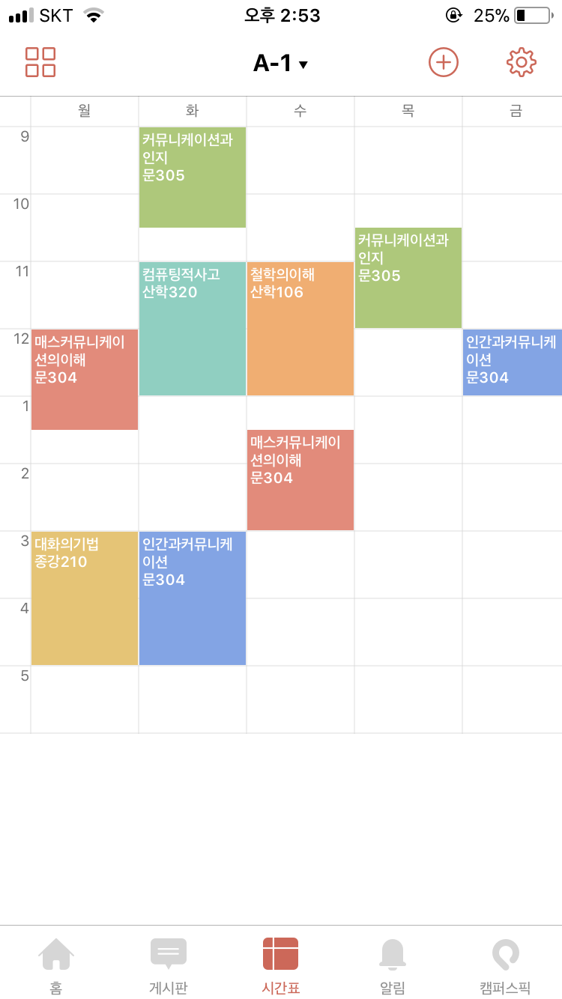 SKT 오후 2:53 25%
A-1
월 화 수 목 금
9
커뮤니케이션과
인지
문305
10
커뮤니케이션과
인지
문305
11
컴퓨팅적사고
산학320
철학의이해
산학106
12
매스커뮤니케이
션의이해
문304
인간과커뮤니케
이션
문304
1
매스커뮤니케이
션의이해
문304
2
3
대화의기법
종강210
인간과커뮤니케
이션
문304
4
5
홈 게시판 시간표 알림 캠퍼스픽